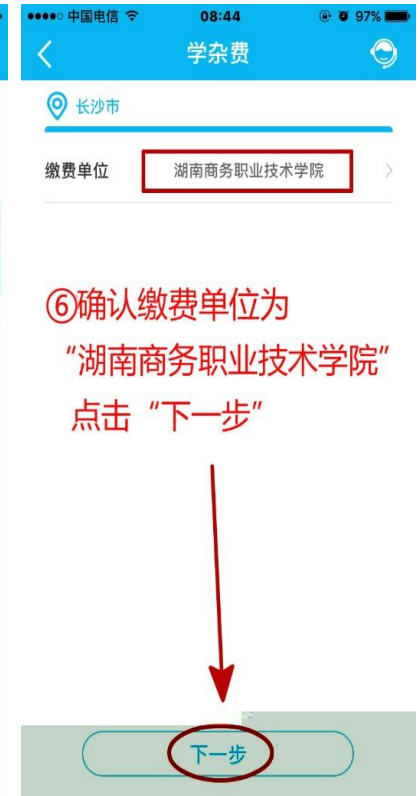 中国电信 08:44 97%
学杂费
长沙市
缴费单位 湖南商务职业技术学院
⑥确认缴费单位为
“湖南商务职业技术学院”
点击“下一步”
下一步